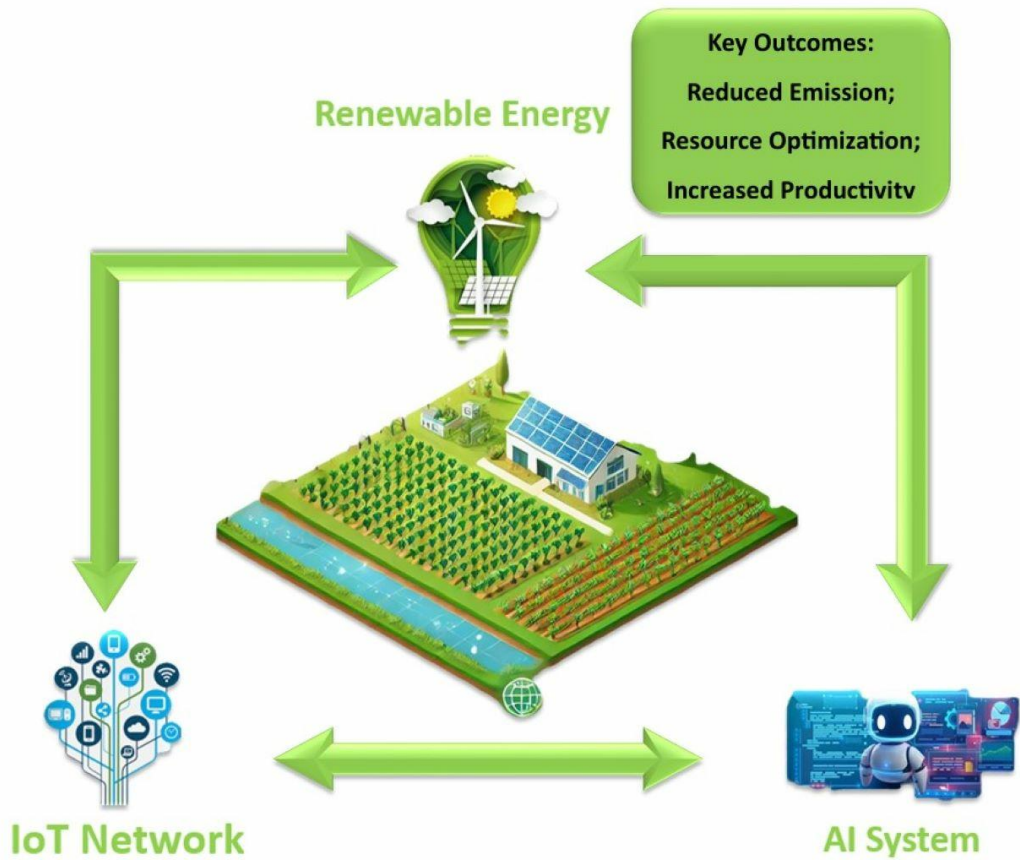 Key Outcomes:
Reduced Emission;
Resource Optimization;
Increased Productivity
Renewable Energy
IoT Network
AI System